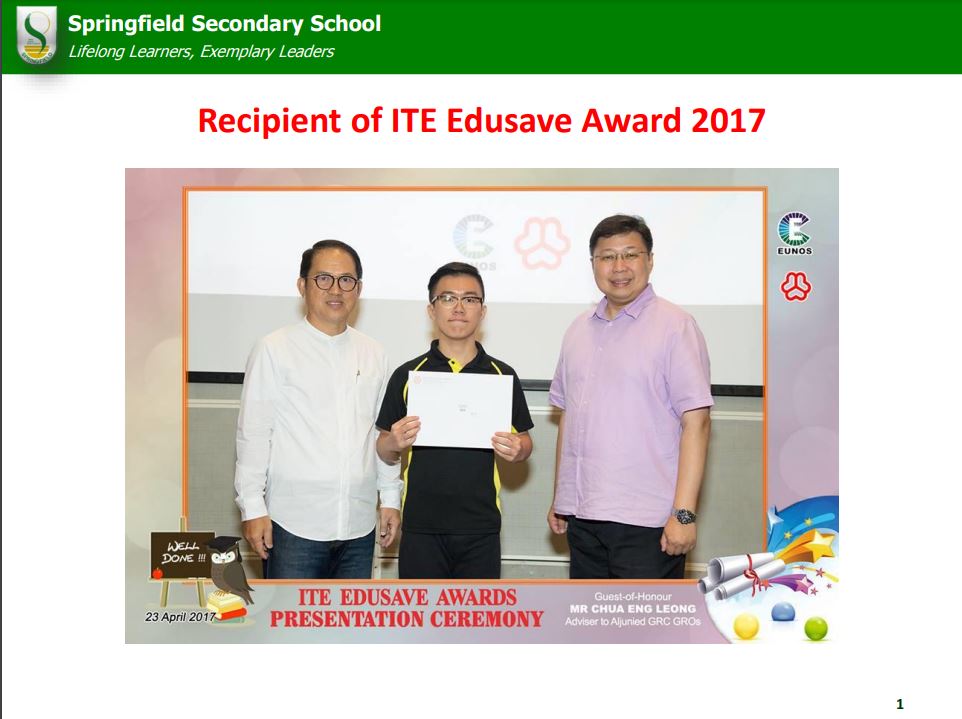 Springfield Secondary School
Lifelong Learners, Exemplary Leaders
SPRINGFIELD
Recipient of ITE Edusave Award 2017
EUNOS
EUNOS
WELL
DONE !!!
23 April 2017
ITE EDUSAVE AWARDS
PRESENTATION CEREMONY
Guest-of-Honour
MR CHUA ENG LEONG
Adviser to Aljunied GRC GROs
1